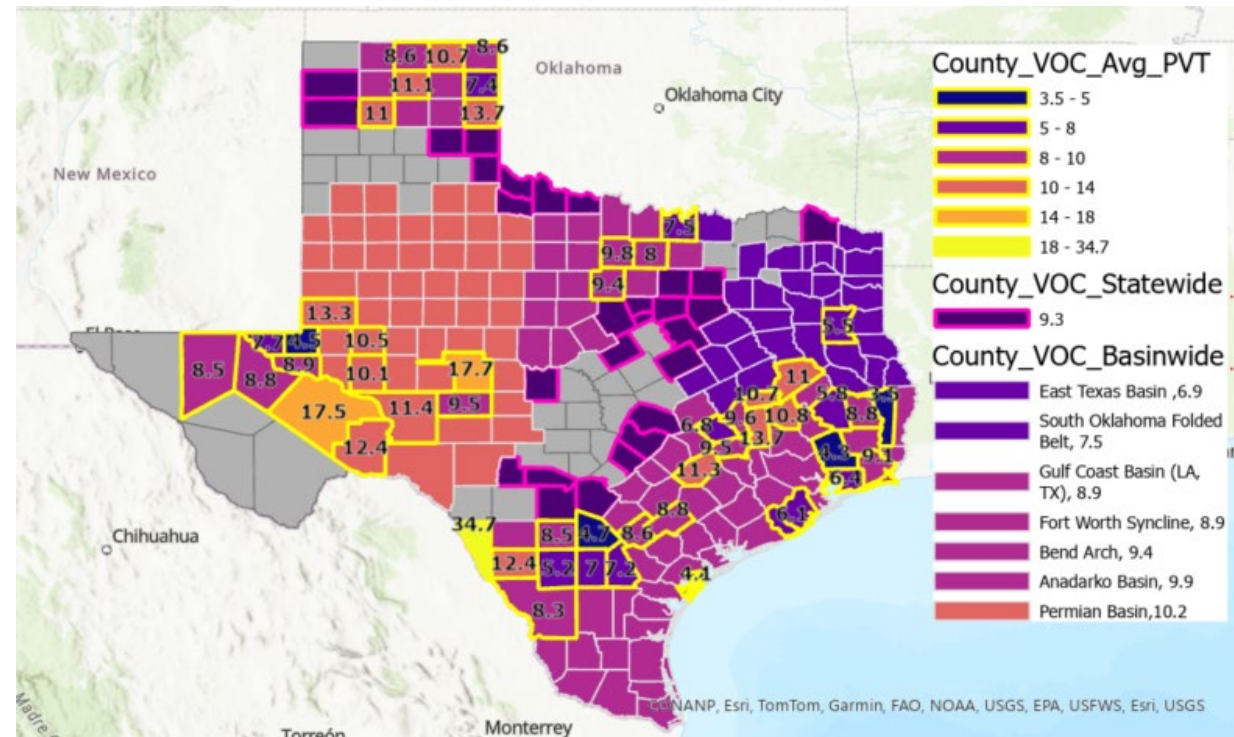 8.6 10.7 8.6
Oklahoma
11.1 7.4
Oklahoma City
11 13.7
New Mexico
7.5
9.8 8
9.4
13.3
5.5
7.7 4.5 10.5
8.5 8.8 8.9 10.1 17.7
11
17.5 11.4 9.5
10.7 5.8 3.5
6.8 9.6 10.8 8.8
12.4 9.5 13.7 4.3 9.1
11.3 6.4
8.8 6.1
34.7 8.5 4.7 8.6
Chihuahua
12.4 5.2 7 7.2 4.1
8.3
Monterrey
Torreón
County_VOC_Avg_PVT
3.5 - 5
5 - 8
8 - 10
10 - 14
14 - 18
18 - 34.7
County_VOC_Statewide
9.3
County_VOC_Basinwide
East Texas Basin ,6.9
South Oklahoma Folded
Belt, 7.5
Gulf Coast Basin (LA,
TX), 8.9
Fort Worth Syncline, 8.9
Bend Arch, 9.4
Anadarko Basin, 9.9
Permian Basin,10.2
Esri, TomTom, Garmin, FAO, NOAA, USGS, EPA, USFWS, Esri, USGS